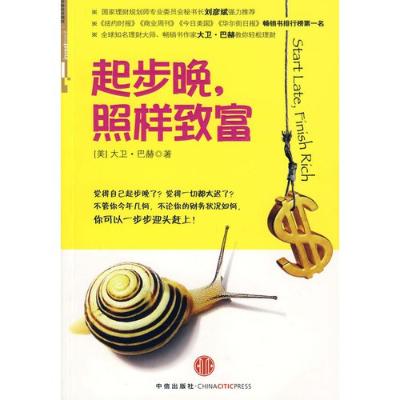 ※ 国家理财规划师专业委员会秘书长刘彦斌强力推荐
※《纽约时报》《商业周刊》《今日美国》《华尔街日报》畅销书排行榜第一名
※ 全球知名理财大师、畅销书作家大卫·巴赫教你轻松理财
起步晚，
照样致富
[美]大卫·巴赫◎著
Start Late, Finish Rich
觉得自己起步晚了？觉得一切都太迟了？
不管你今年几何，不论你的财务状况如何，
你可以一步步迎头赶上！
中信出版社·CHINACITICPRESS